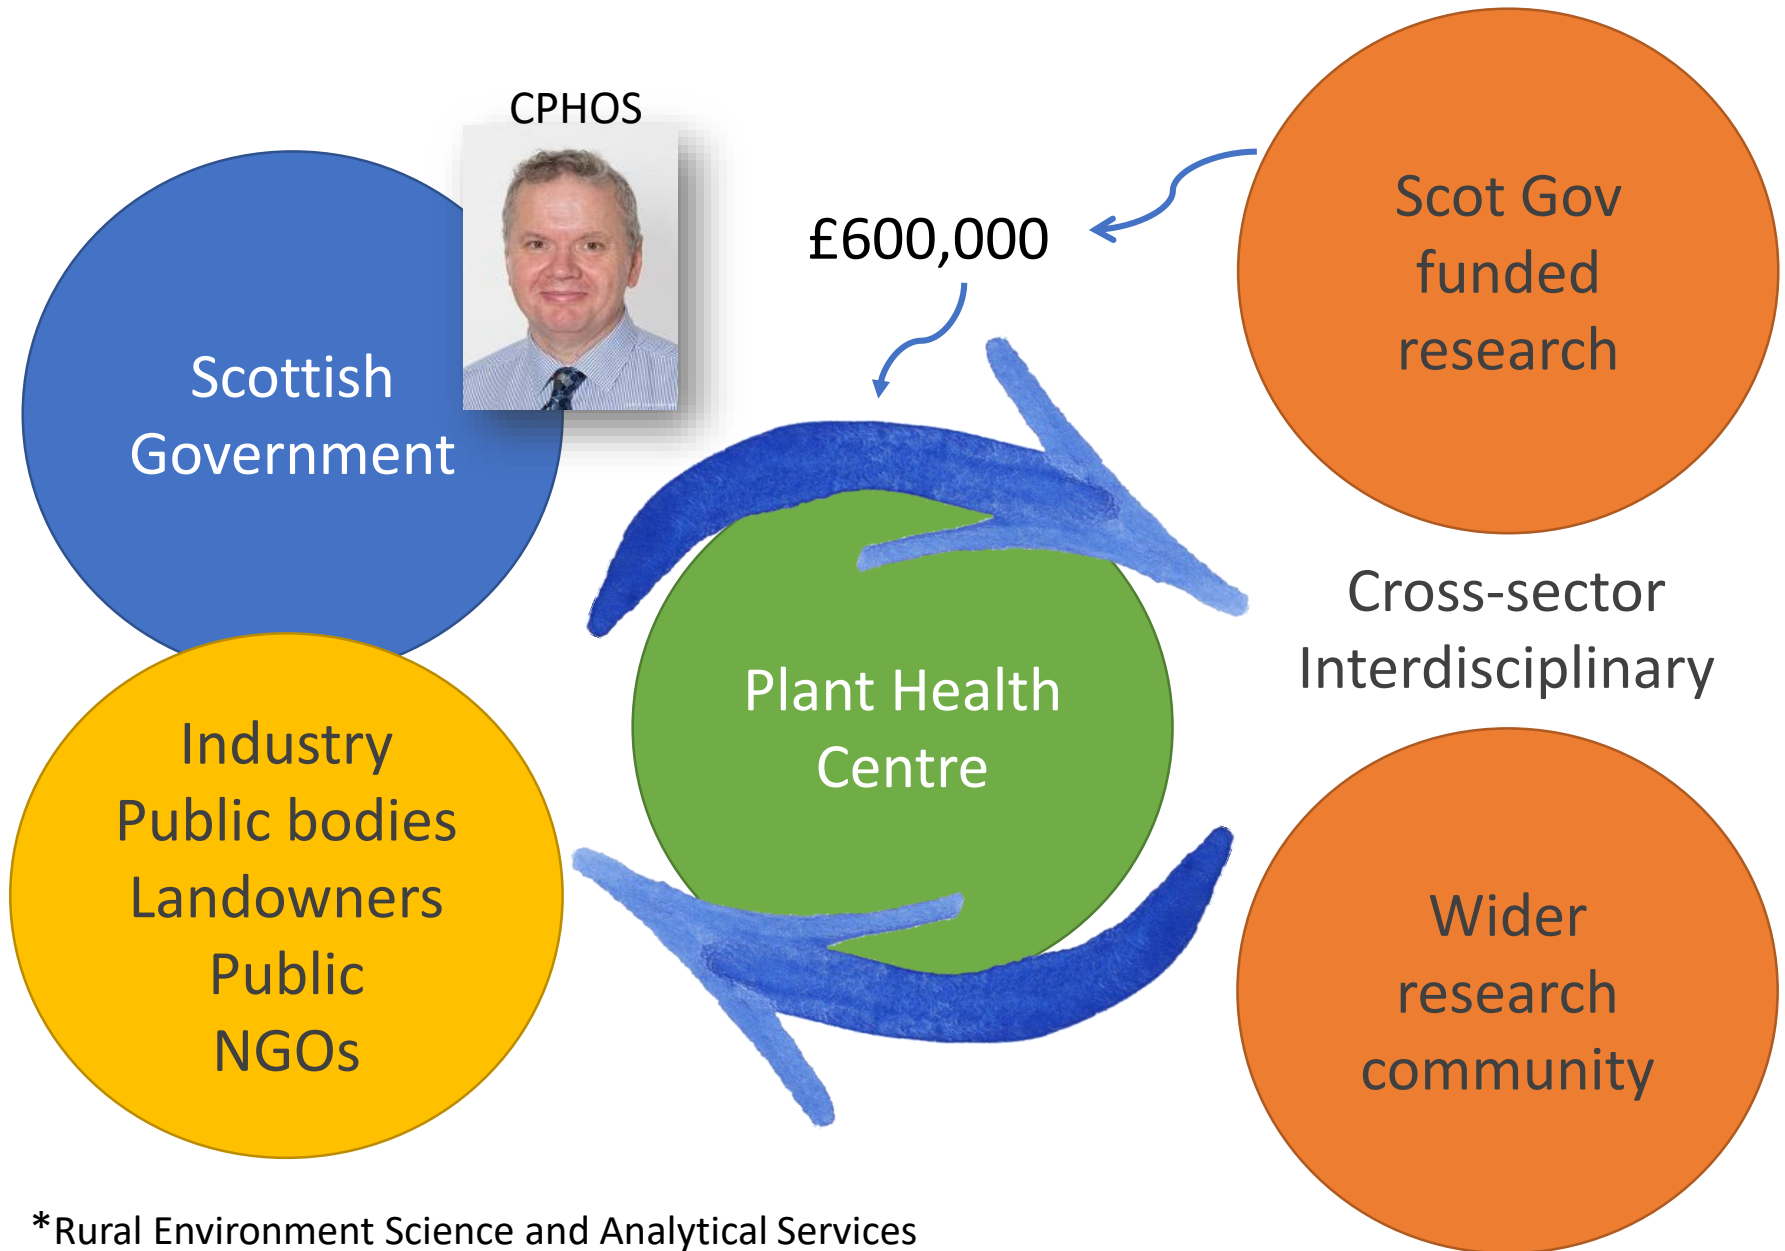 CPHOS
Scottish
Government
£600,000
Scot Gov
funded
research
Cross-sector
Interdisciplinary
Plant Health
Centre
Industry
Public bodies
Landowners
Public
NGOs
Wider
research
community
*Rural Environment Science and Analytical Services